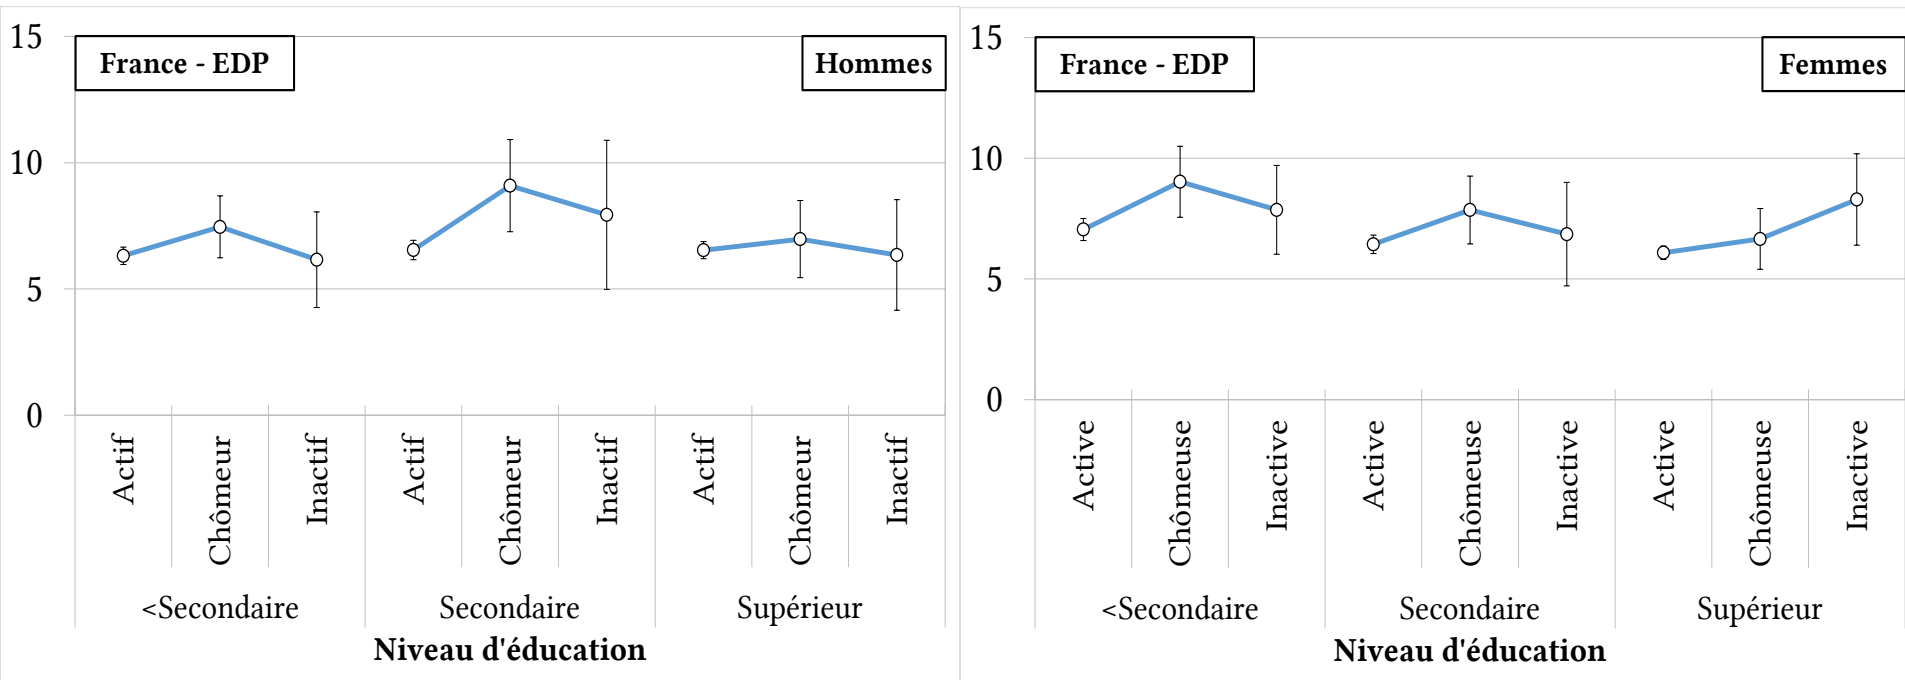 15
France - EDP
Hommes
10
5
0
Actif
Chômeur
Inactif
Actif
Chômeur
Inactif
Actif
Chômeur
Inactif
<Secondaire
Secondaire
Supérieur
Niveau d'éducation
15
France - EDP
Femmes
10
5
0
Active
Chômeuse
Inactive
Active
Chômeuse
Inactive
Active
Chômeuse
Inactive
<Secondaire
Secondaire
Supérieur
Niveau d'éducation